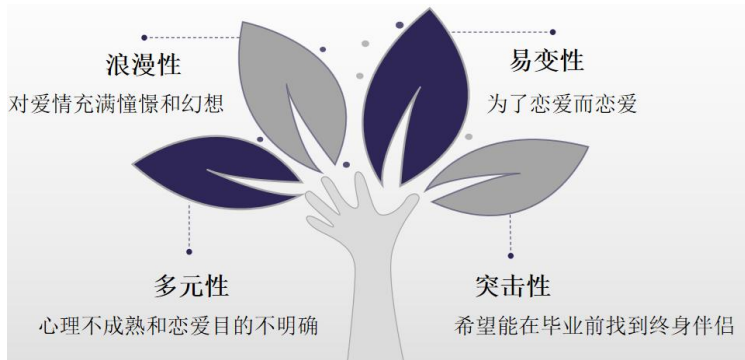 浪漫性
对爱情充满憧憬和幻想
易变性
为了恋爱而恋爱
多元性
心理不成熟和恋爱目的不明确
突击性
希望能在毕业前找到终身伴侣